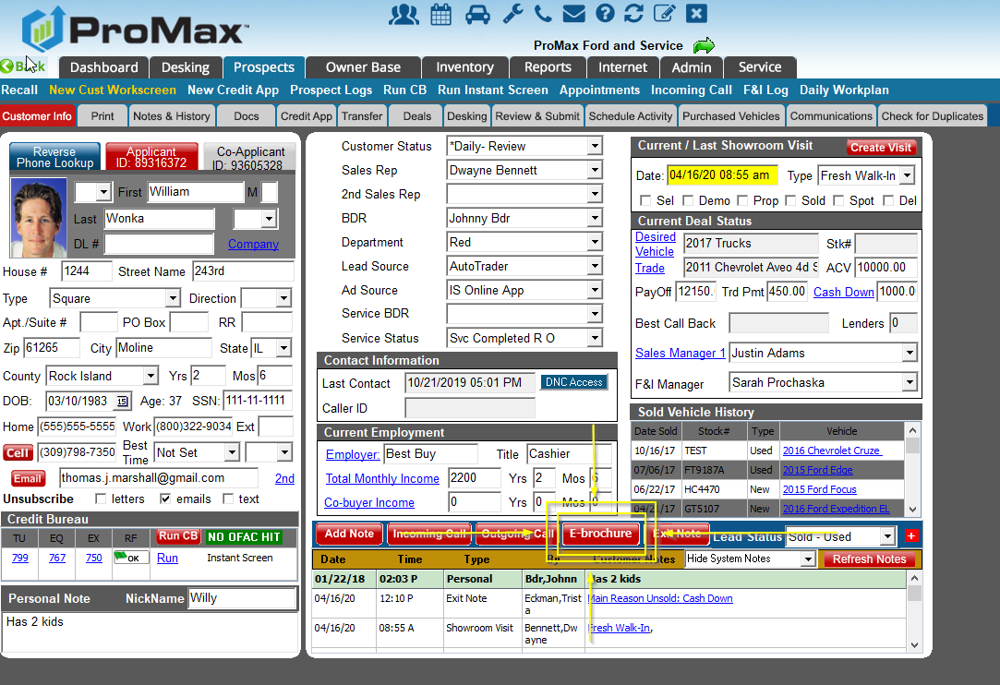 ProMax™
ProMax Ford and Service
Back
Dashboard Desking Prospects Owner Base Inventory Reports Internet Admin Service
Recall New Cust Workscreen New Credit App Prospect Logs Run CB Run Instant Screen Appointments Incoming Call F&I Log Daily Workplan
Customer Info Print Notes & History Docs Credit App Transfer Deals Desking Review & Submit Schedule Activity Purchased Vehicles Communications Check for Duplicates
Reverse
Phone Lookup
Applicant
ID: 89316372
Co-Applicant
ID: 93605328
First William M
Last Wonka
DL #
Company
House # 1244 Street Name 243rd
Type Square Direction
Apt./Suite # PO Box RR
Zip 61265 City Moline State IL
County Rock Island Yrs 2 Mos 6
DOB: 03/10/1983 15 Age: 37 SSN: 111-11-1111
Home (555)555-5555 Work (800)322-9034 Ext
Cell (309)798-7350 Best
Time Not Set
Email thomas.j.marshall@gmail.com 2nd
Unsubscribe letters emails text
Credit Bureau
TU EQ EX RF Run CB NO OFAC HIT
799 767 750 OK Run Instant Screen
Personal Note NickName Willy
Has 2 kids
Customer Status *Daily- Review
Sales Rep Dwayne Bennett
2nd Sales Rep
BDR Johnny Bdr
Department Red
Lead Source AutoTrader
Ad Source IS Online App
Service BDR
Service Status Svc Completed R O
Contact Information
Last Contact 10/21/2019 05:01 PM DNC Access
Caller ID
Current Employment
Employer: Best Buy Title Cashier
Total Monthly Income 2200 Yrs 2 Mos 6
Co-buyer Income 0 Yrs 0 Mos 0
Current / Last Showroom Visit Create Visit
Date: 04/16/20 08:55 am Type Fresh Walk-In
Sel Demo Prop Sold Spot Del
Current Deal Status
Desired
Vehicle 2017 Trucks Stk#
Trade 2011 Chevrolet Aveo 4d S ACV 10000.00
PayOff 12150. Trd Pmt 450.00 Cash Down 1000.0
Best Call Back Lenders 0
Sales Manager 1 Justin Adams
F&I Manager Sarah Prochaska
Sold Vehicle History
Date Sold Stock# Type Vehicle
10/16/17 TEST Used 2016 Chevrolet Cruze
07/06/17 FT9187A Used 2015 Ford Edge
06/22/17 HC4470 New 2015 Ford Focus
04/21/17 GT5107 New 2016 Ford Expedition EL
Add Note Incoming Call Outgoing Call E-brochure Exit Note Lead Status Sold - Used +
Date Time Type By Customer Notes Hide System Notes Refresh Notes
01/22/18 02:03 P Personal Bdr,Johnn Has 2 kids
04/16/20 12:10 P Exit Note Eckman,Trist
a Main Reason Unsold: Cash Down
04/16/20 08:55 A Showroom Visit Bennett,Dw
ayne Fresh Walk-In,